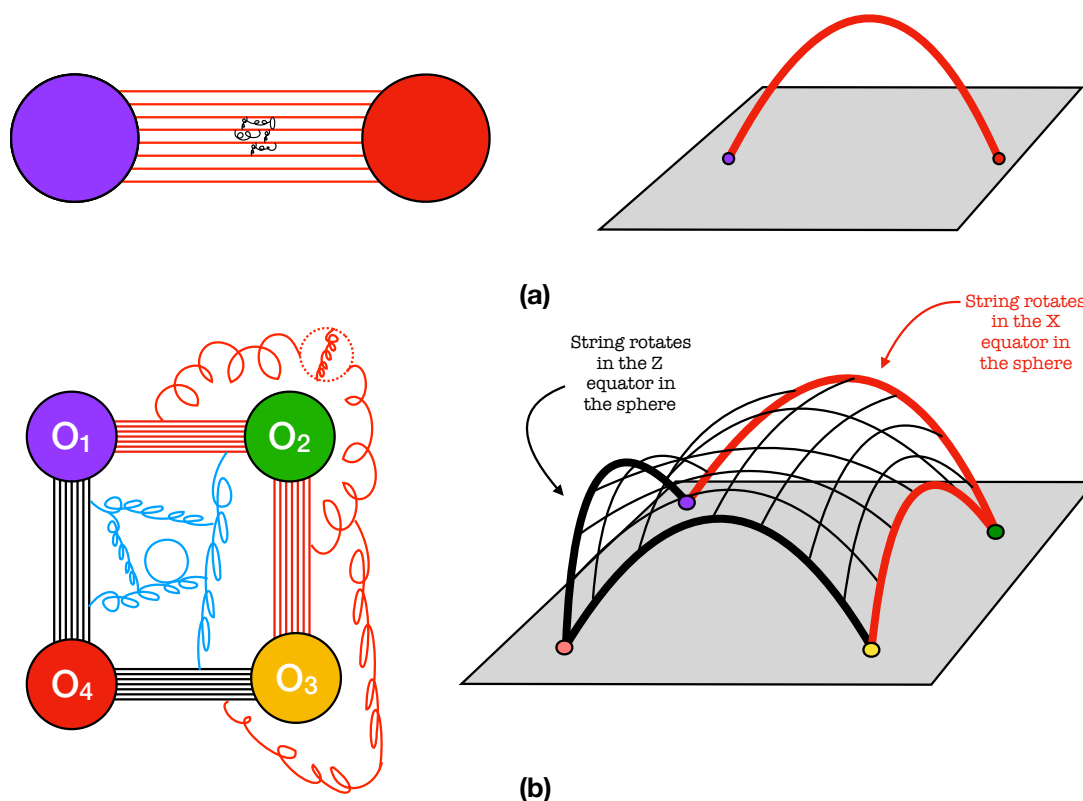 (a)
String rotates
in the Z
equator in
the sphere
String rotates
in the X
equator in
the sphere
O1
O2
O4
O3
(b)